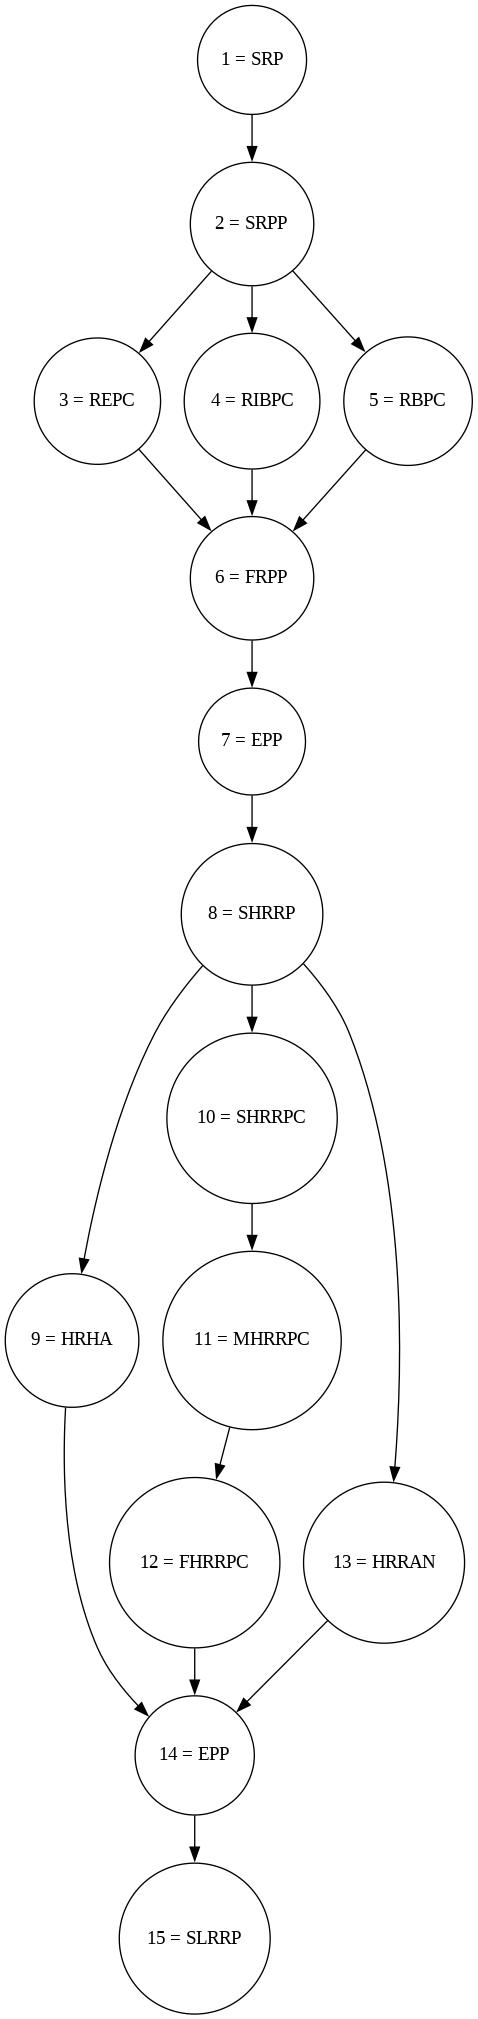 1 = SRP
2 = SRPP
3 = REPC
4 = RIBPC
5 = RBPC
6 = FRPP
7 = EPP
8 = SHRRP
10 = SHRRPC
9 = HRHA
11 = MHRRPC
12 = FHRRPC
13 = HRRAN
14 = EPP
15 = SLRRP